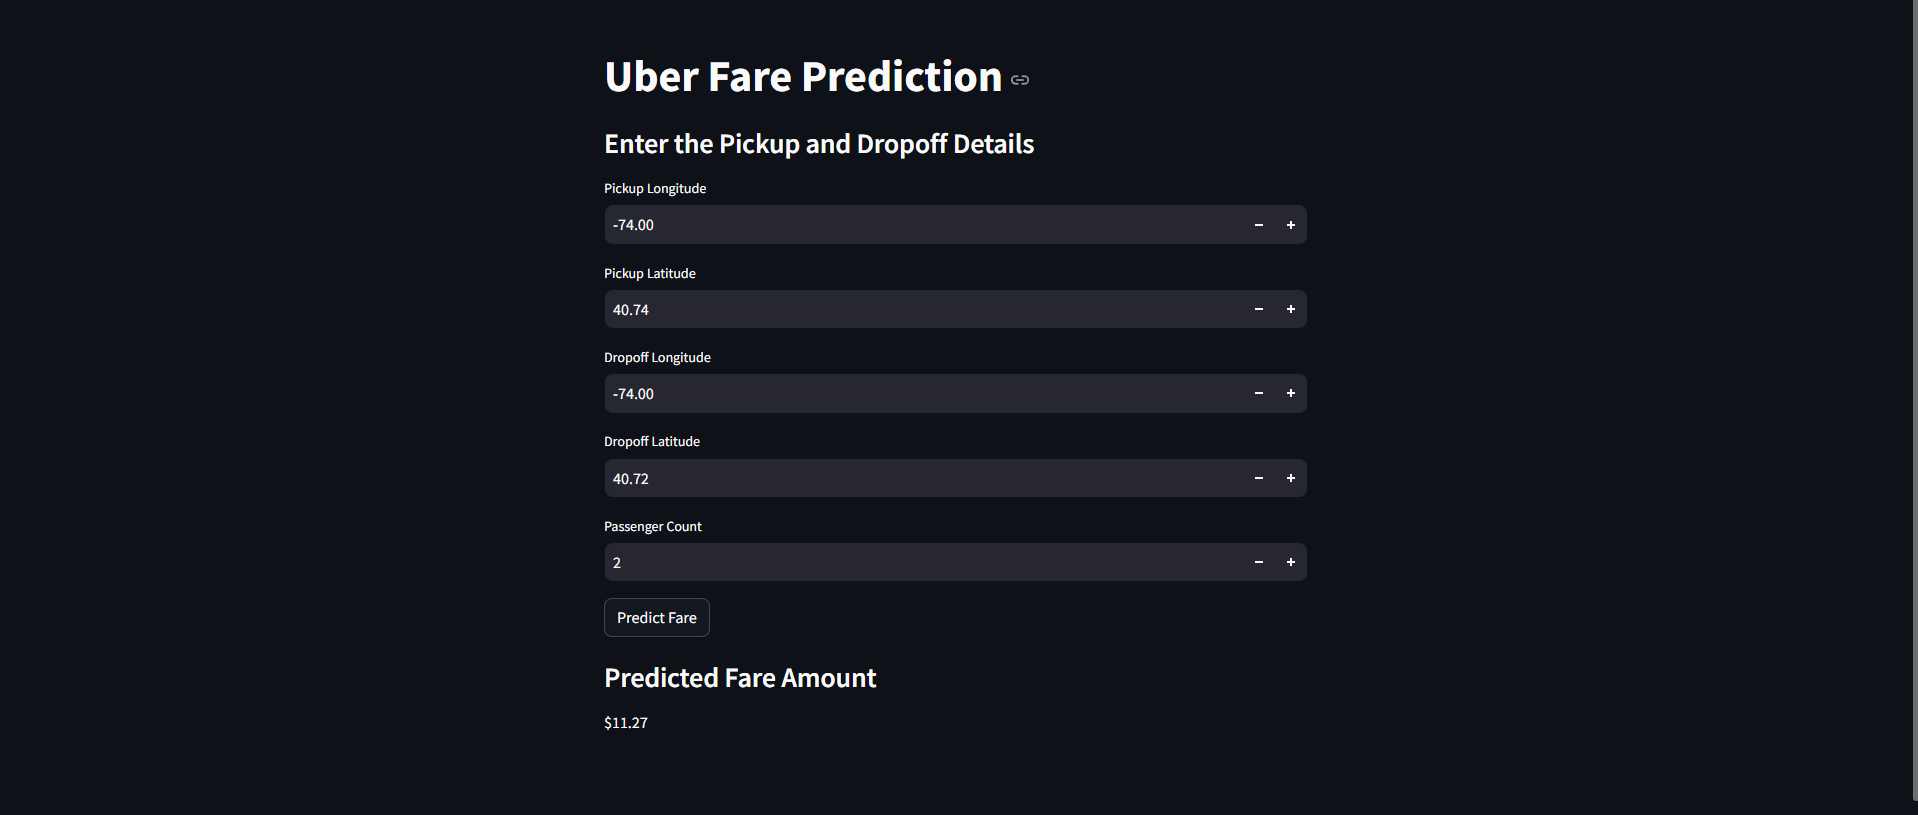 Uber Fare Prediction
Enter the Pickup and Dropoff Details
Pickup Longitude
-74.00
Pickup Latitude
40.74
Dropoff Longitude
-74.00
Dropoff Latitude
40.72
Passenger Count
2
Predict Fare
Predicted Fare Amount
$11.27